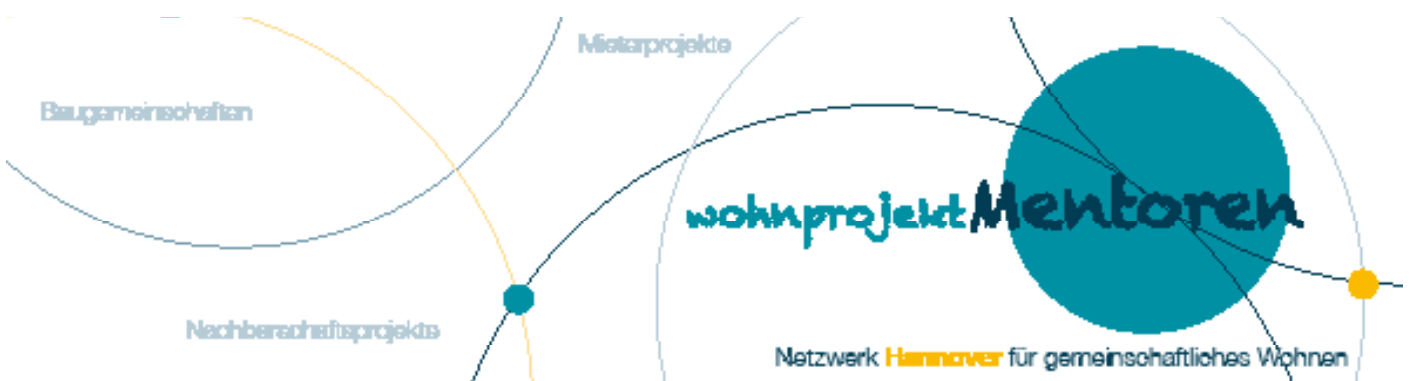 Mieterprojekte
Baugemeinschaften
wohnprojektMentoren
Nachbarschaftsprojekte
Netzwerk Hannover für gemeinschaftliches Wohnen